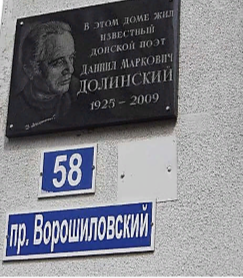 В ЭТОМ ДОМЕ ЖИЛ
ИЗВЕСТНЫЙ
ДОНСКОЙ ПОЭТ
ДАНИИЛ МАРКОВИЧ
ДОЛИНСКИЙ
1925 – 2009
58
пр. Ворошиловский